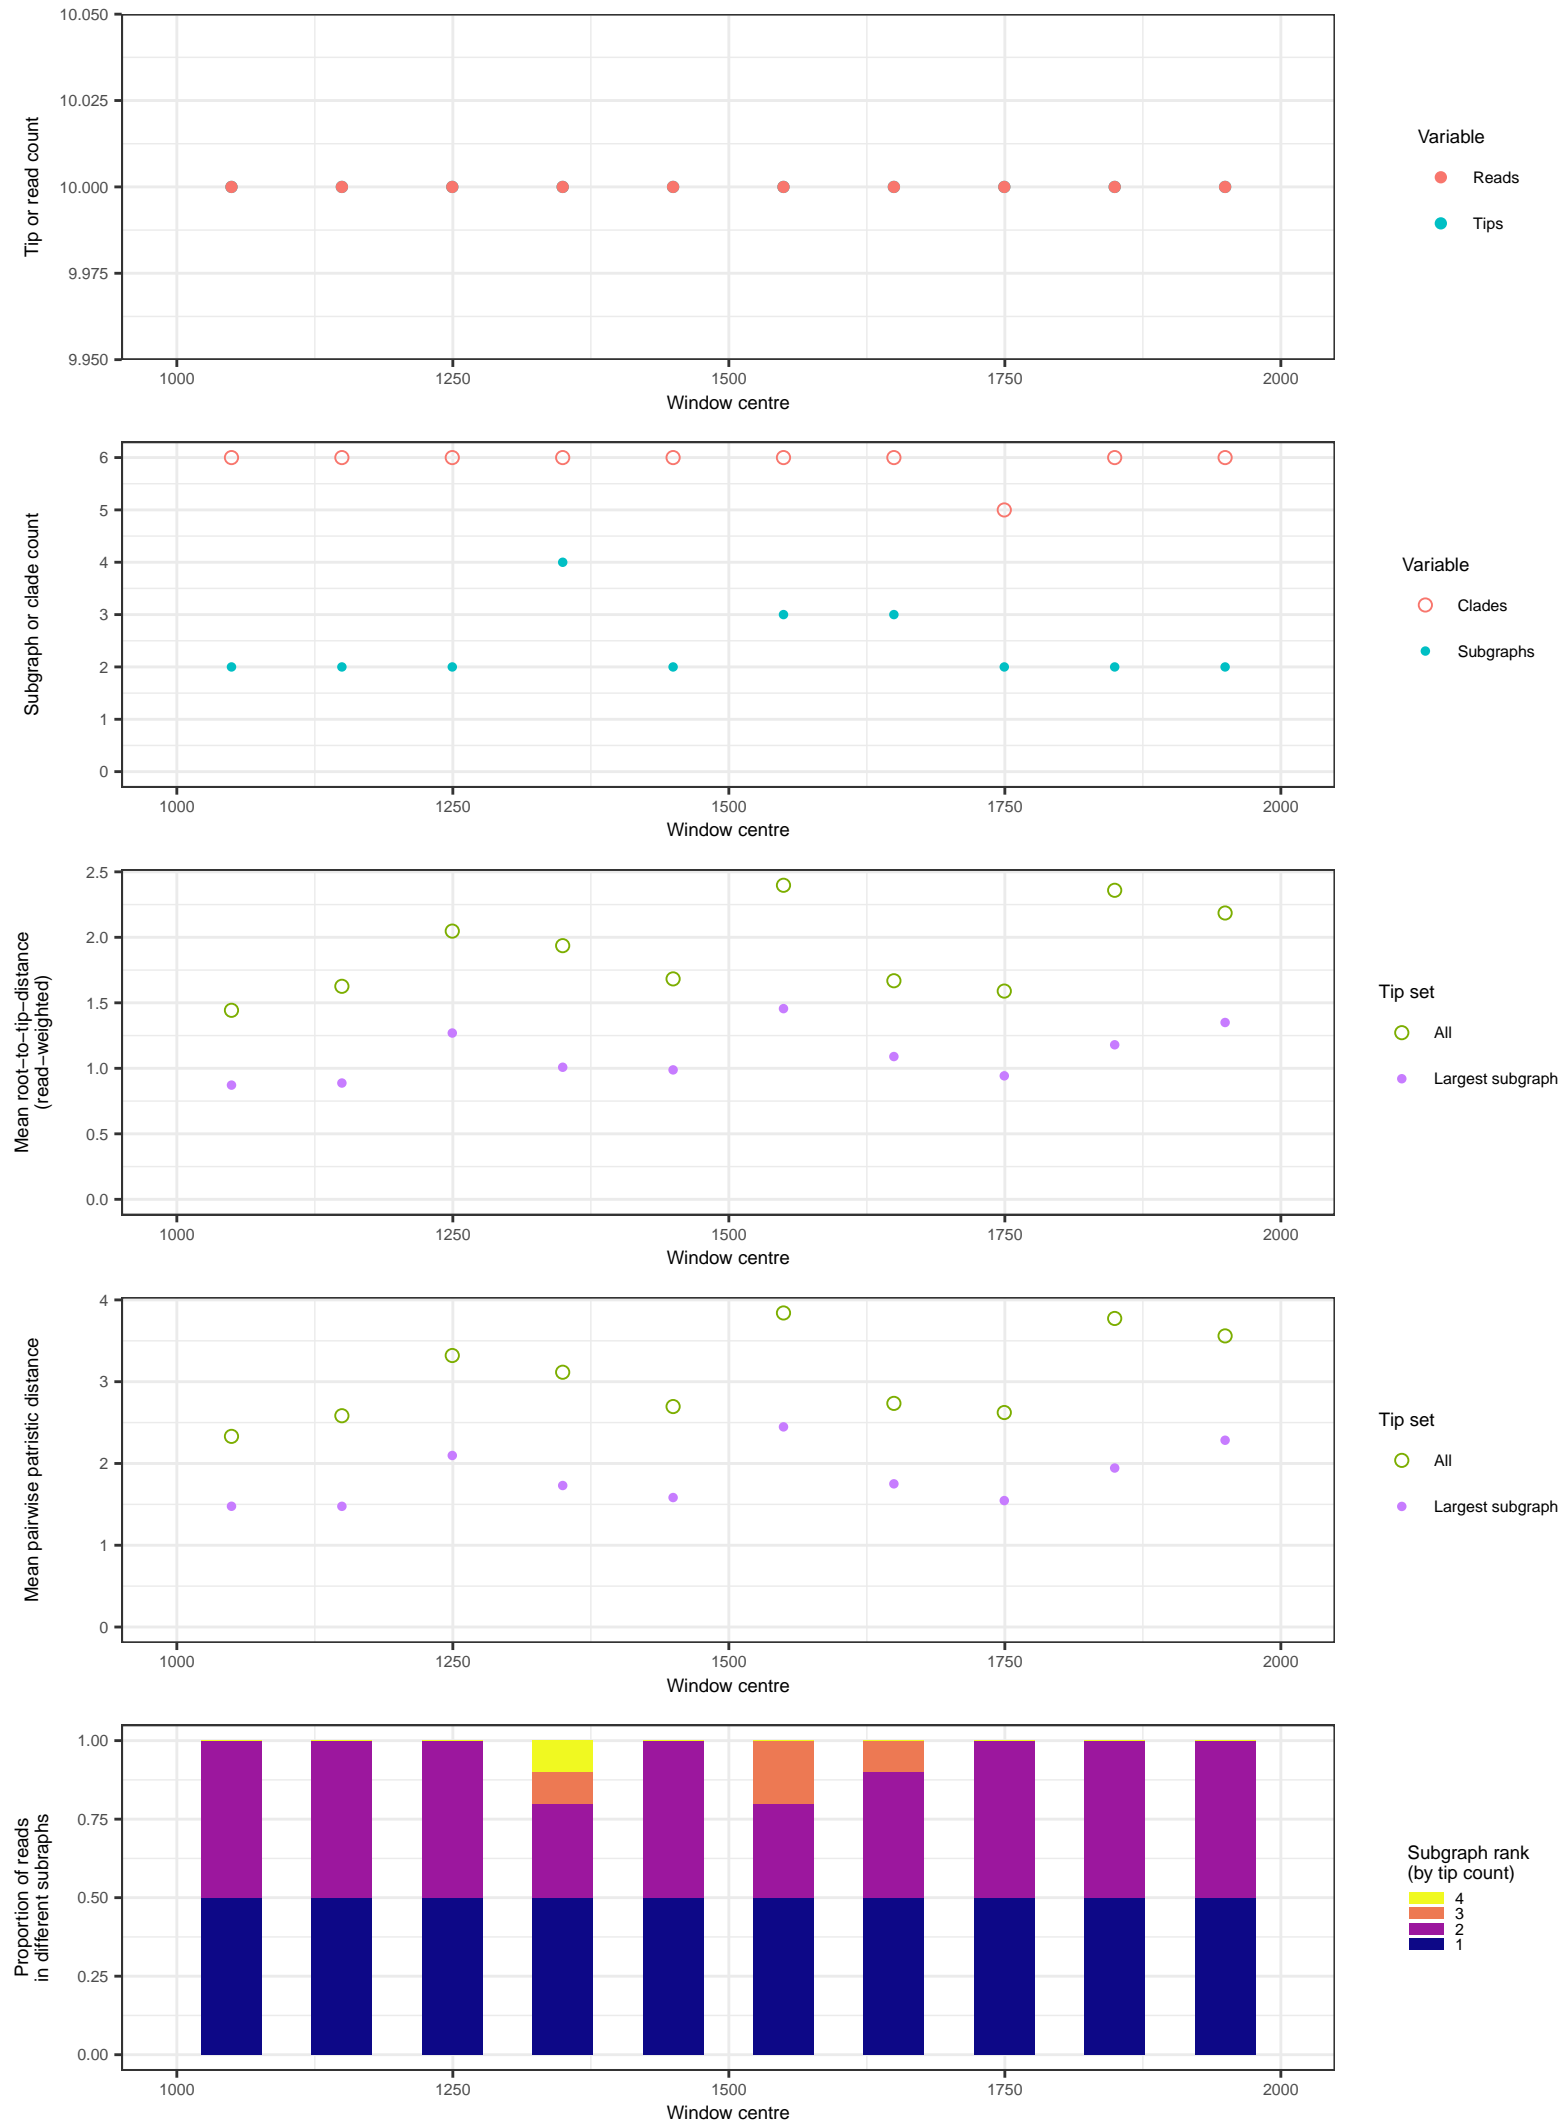 10.050
10.025
10.000
9.975
9.950
Tip or read count
1000 1250 1500 1750 2000
Window centre
Variable
Reads
Tips
6
5
4
3
2
1
0
Subgraph or clade count
1000 1250 1500 1750 2000
Window centre
Variable
Clades
Subgraphs
2.5
2.0
1.5
1.0
0.5
0.0
Mean root−to−tip−distance
(read−weighted)
1000 1250 1500 1750 2000
Window centre
Tip set
All
Largest subgraph
4
3
2
1
0
Mean pairwise patristic distance
1000 1250 1500 1750 2000
Window centre
Tip set
All
Largest subgraph
1.00
0.75
0.50
0.25
0.00
Proportion of reads
in different subraphs
1000 1250 1500 1750 2000
Window centre
Subgraph rank
(by tip count)
4
3
2
1